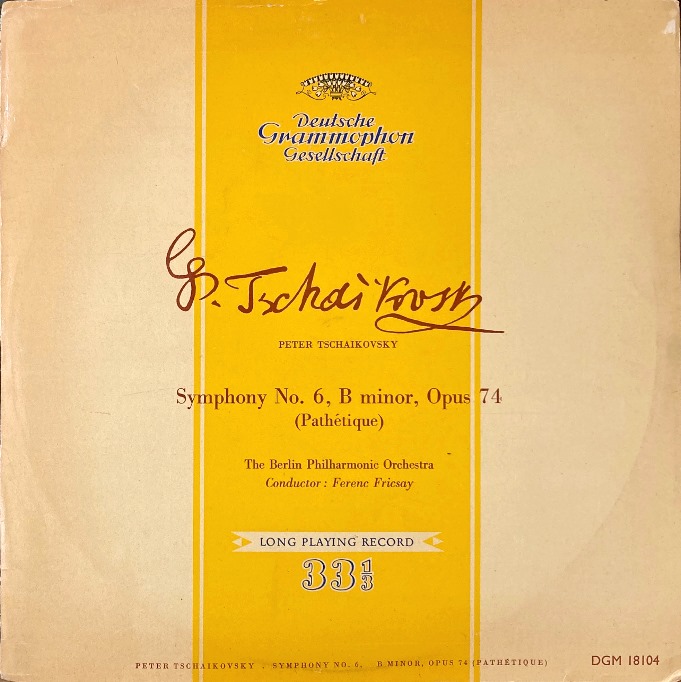 Deutsche
Grammophon
Gesellschaft
P. Tschaikovsky
PETER TSCHAIKOVSKY
Symphony No. 6, B minor, Opus 74
(Pathétique)
The Berlin Philharmonic Orchestra
Conductor: Ferenc Fricsay
LONG PLAYING RECORD
33⅓
PETER TSCHAIKOVSKY . SYMPHONY NO. 6, B MINOR, OPUS 74 (PATHÉTIQUE)
DGM 18104